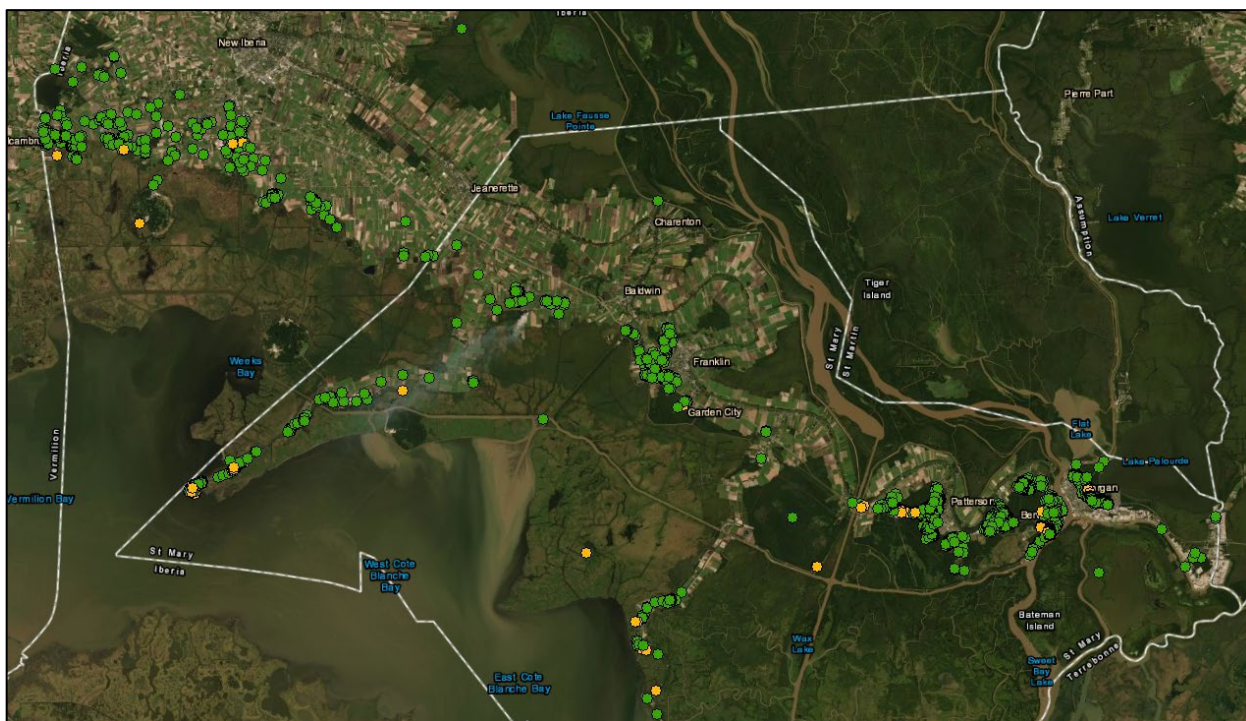 Iberia
Iberia
New Iberia
Pierre Part
Lake Fausse
Pointe
Jeanerette
Charenton
Assumption
Lake Verret
Tiger
Island
Baldwin
St Mary
St Martin
Weeks
Bay
Franklin
Garden City
Flat
Lake
Vermilion
Lake Palourde
Vermilion Bay
Patterson
St Mary
Iberia
West Cote
Blanche
Bay
Bateman
Island
Wax
Lake
St Mary
Terrebonne
Sweet
Bay
Lake
East Cote
Blanche Bay